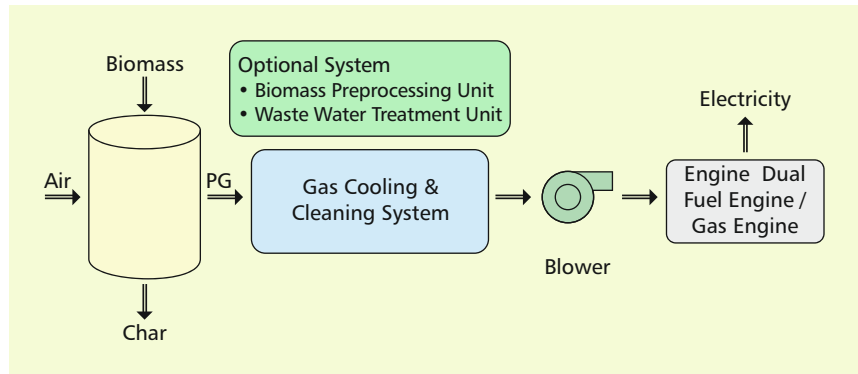 Biomass
Optional System
• Biomass Preprocessing Unit
• Waste Water Treatment Unit
Electricity
Air
PG
Gas Cooling &
Cleaning System
Engine Dual
Fuel Engine /
Gas Engine
Blower
Char